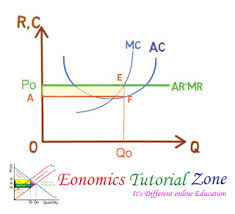 R,C
MC AC
Po E AR=MR
A F
O Qo Q
Eonomics Tutorial Zone
It's Different online Education